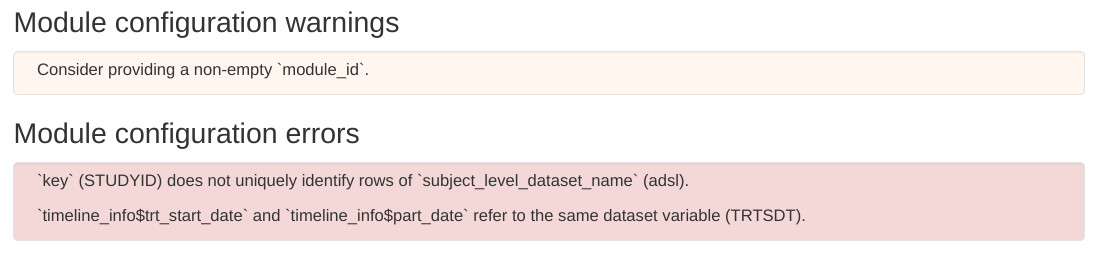 Module configuration warnings
Consider providing a non-empty `module_id`.
Module configuration errors
`key` (STUDYID) does not uniquely identify rows of `subject_level_dataset_name` (adsl).
`timeline_info$trt_start_date` and `timeline_info$part_date` refer to the same dataset variable (TRTSDT).